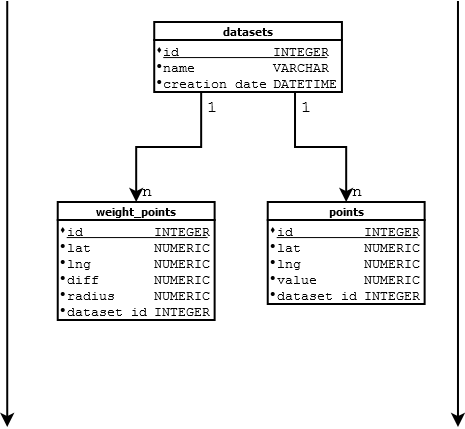 datasets
id INTEGER
name VARCHAR
creation date DATETIME
1 1
n n
weight_points
id INTEGER
lat NUMERIC
lng NUMERIC
diff NUMERIC
radius NUMERIC
dataset id INTEGER
points
id INTEGER
lat NUMERIC
lng NUMERIC
value NUMERIC
dataset id INTEGER